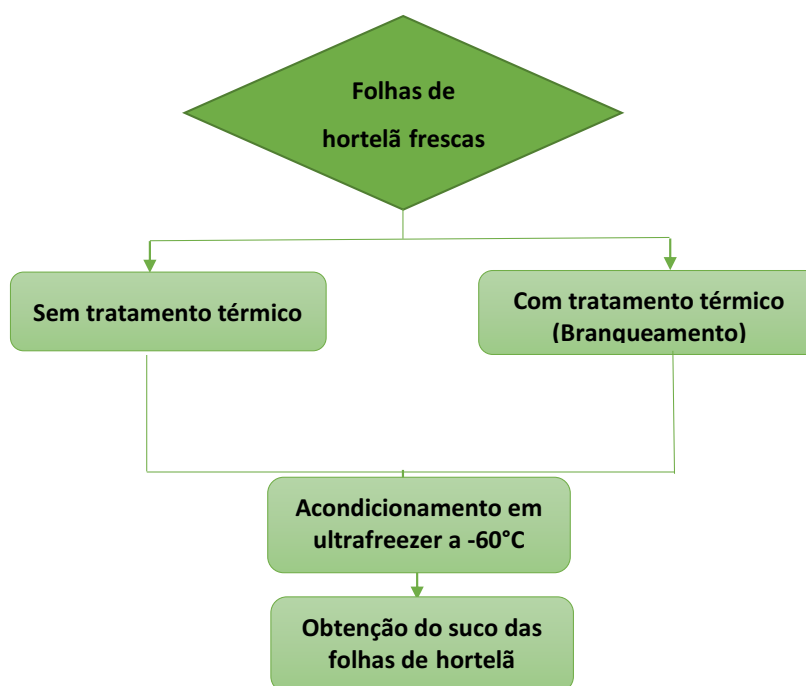 Folhas de
hortelã frescas
Sem tratamento térmico
Com tratamento térmico
(Branqueamento)
Acondicionamento em
ultrafreezer a -60°C
Obtenção do suco das
folhas de hortelã